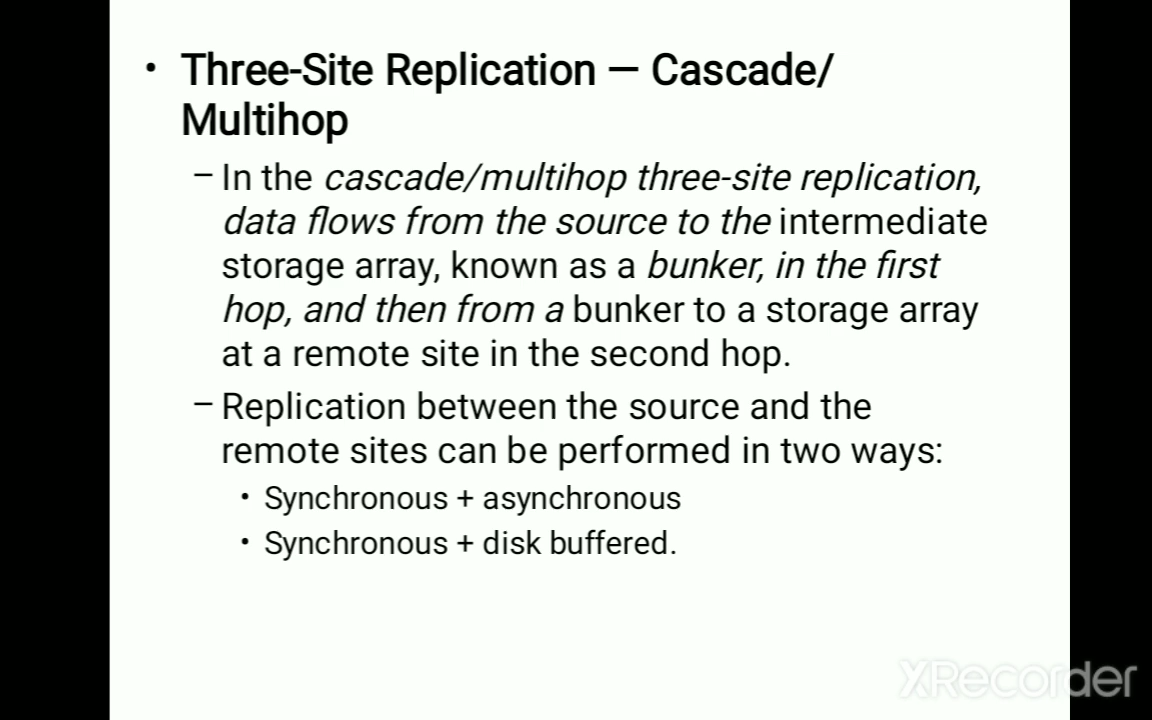 • Three-Site Replication — Cascade/
Multihop
– In the cascade/multihop three-site replication,
data flows from the source to the intermediate
storage array, known as a bunker, in the first
hop, and then from a bunker to a storage array
at a remote site in the second hop.
– Replication between the source and the
remote sites can be performed in two ways:
• Synchronous + asynchronous
• Synchronous + disk buffered.
XRecorder